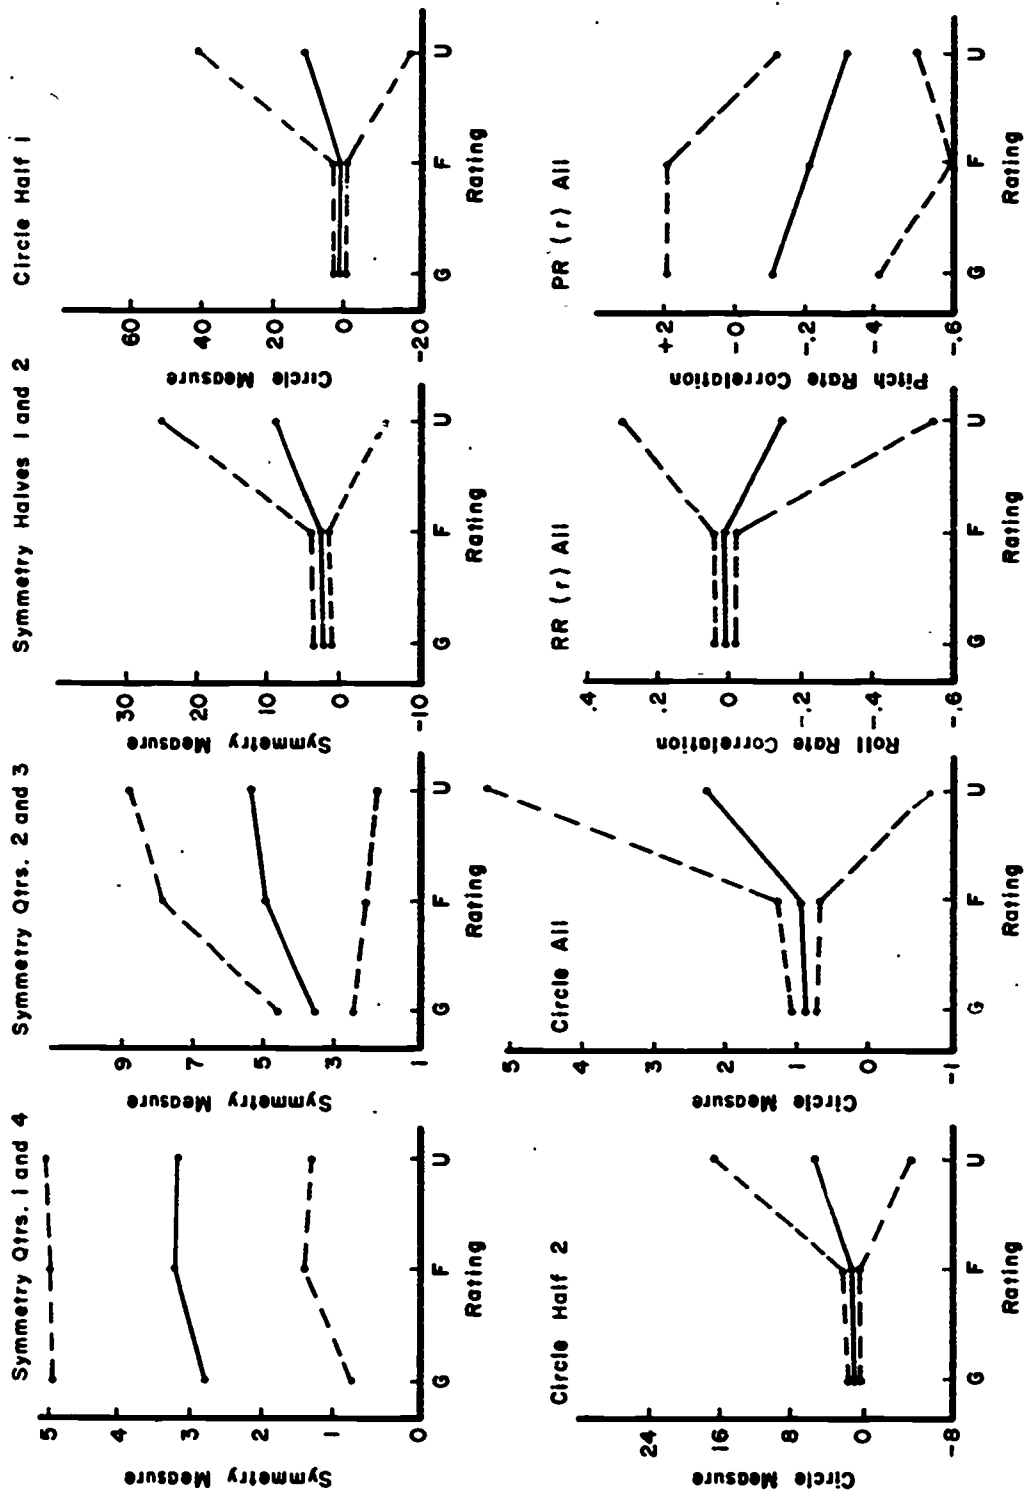 Symmetry Qtrs. 1 and 4
Symmetry Measure
5
4
3
2
1
0
G F U
Rating
Symmetry Qtrs. 2 and 3
Symmetry Measure
9
7
5
3
1
G F U
Rating
Symmetry Halves 1 and 2
Symmetry Measure
30
20
10
0
-10
G F U
Rating
Circle Half 1
Circle Measure
60
40
20
0
-20
G F U
Rating
Circle Half 2
Circle Measure
24
16
8
0
-8
G F U
Rating
Circle All
Circle Measure
5
4
3
2
1
0
-1
G F U
Rating
RR (r) All
Roll Rate Correlation
.4
.2
0
-.2
-.4
-.6
G F U
Rating
PR (r) All
Pitch Rate Correlation
+2
-0
-.2
-.4
-.6
G F U
Rating